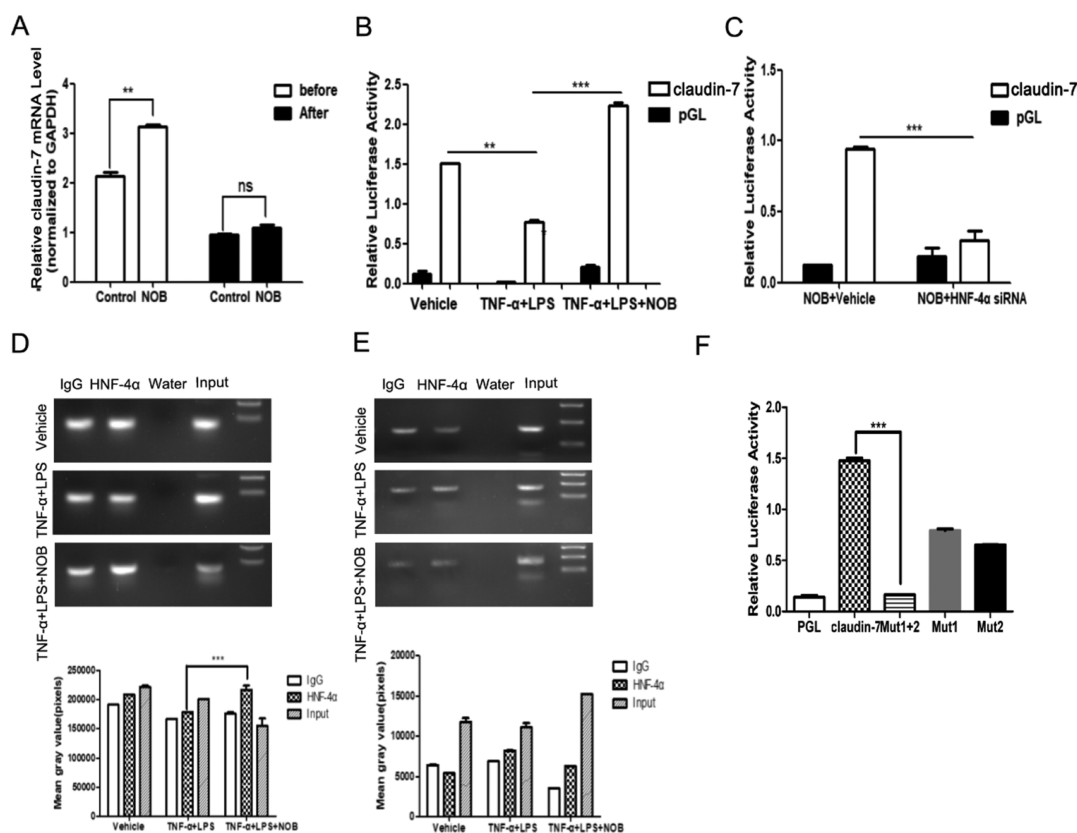 A
Relative claudin-7 mRNA Level
(normalized to GAPDH)
4
3
2
1
0
**
ns
before
After
Control NOB
Control NOB
B
Relative Luciferase Activity
2.5
2.0
1.5
1.0
0.5
0.0
**
***
claudin-7
pGL
Vehicle
TNF-α+LPS
TNF-α+LPS+NOB
C
Relative Luciferase Activity
1.5
1.0
0.5
0.0
***
claudin-7
pGL
NOB+Vehicle
NOB+HNF-4α siRNA
D
IgG HNF-4α Water Input
Vehicle
TNF-α+LPS
TNF-α+LPS+NOB
Mean gray value(pixels)
250000
200000
150000
100000
50000
0
***
IgG
HNF-4α
Input
Vehicle
TNF-α+LPS
TNF-α+LPS+NOB
E
IgG HNF-4α Water Input
Vehicle
TNF-α+LPS
TNF-α+LPS+NOB
Mean gray value(pixels)
20000
15000
10000
5000
0
IgG
HNF-4α
Input
Vehicle
TNF-α+LPS
TNF-α+LPS+NOB
F
Relative Luciferase Activity
2.0
1.5
1.0
0.5
0.0
***
PGL
claudin-7
Mut1+2
Mut1
Mut2